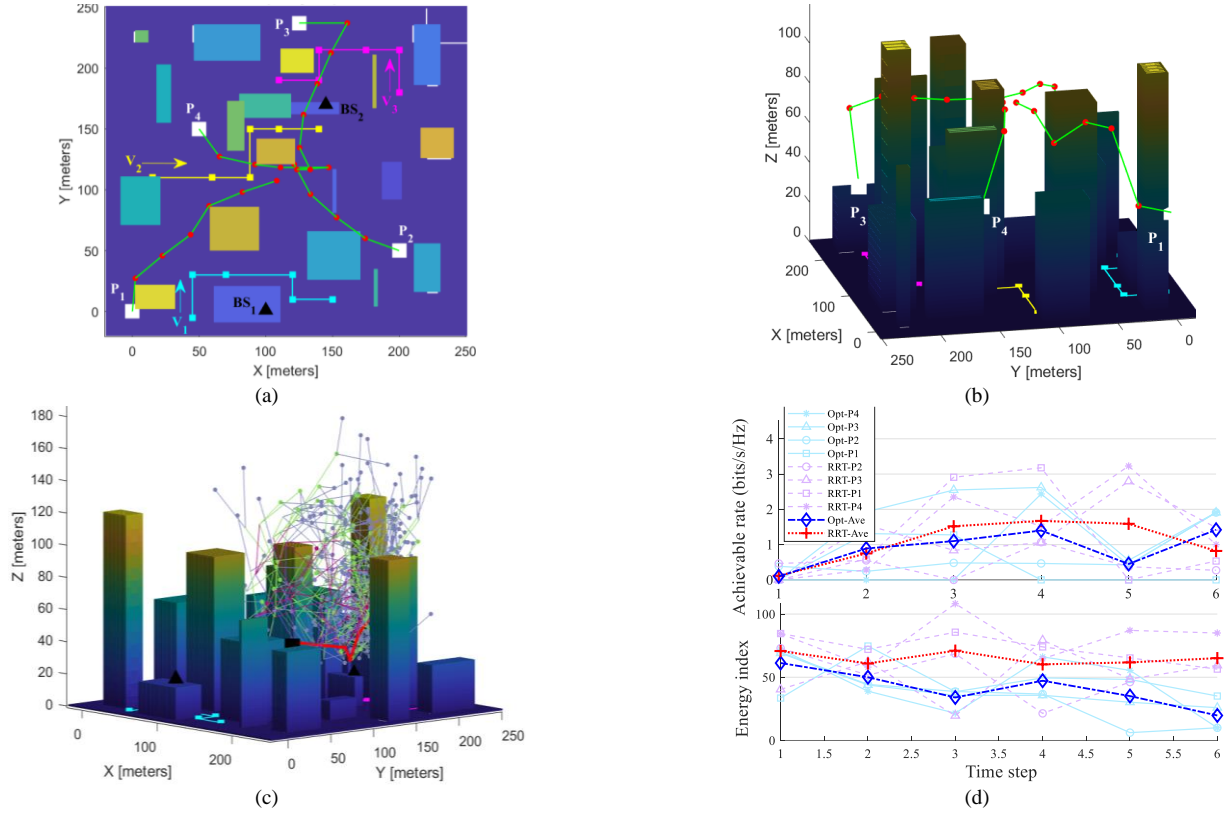 250
200
150
100
50
0
Y [meters]
0
50
100
150
200
250
X [meters]
P3
P4
P2
P1
V3
V2
V1
BS2
BS1
(a)
100
80
60
40
20
0
Z [meters]
200
100
0
X [meters]
250
200
150
100
50
0
Y [meters]
P3
P4
P1
(b)
180
160
140
120
100
80
60
40
20
0
Z [meters]
0
100
200
X [meters]
0
50
100
150
200
250
Y [meters]
(c)
Opt-P4
Opt-P3
Opt-P2
Opt-P1
RRT-P2
RRT-P3
RRT-P1
RRT-P4
Opt-Ave
RRT-Ave
Achievable rate (bits/s/Hz)
4
3
2
1
0
1
2
3
4
5
6
Energy index
100
50
0
1
1.5
2
2.5
3
3.5
4
4.5
5
5.5
6
Time step
(d)